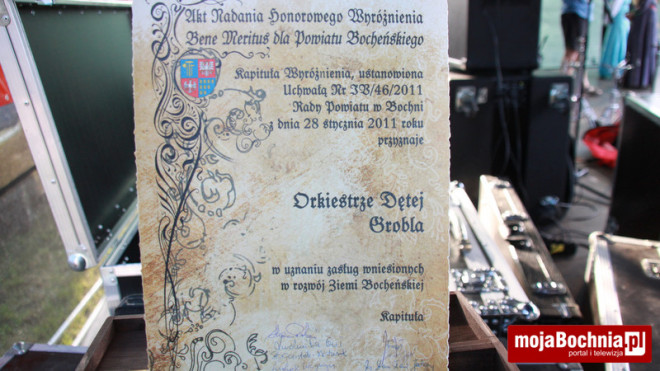 Akt Nadania Honorowego Wyróżnienia
Bene Meritus dla Powiatu Bocheńskiego
Kapituła Wyróżnienia, ustanowiona
Uchwałą Nr IV/46/2011
Rady Powiatu w Bochni
z dnia 28 stycznia 2011 roku
przyznaje
Orkiestrze Dętej
Grobla
w uznaniu zasług wniesionych
w rozwój Ziemi Bocheńskiej
Kapituła
mojaBochnia.pl
portal i telewizja